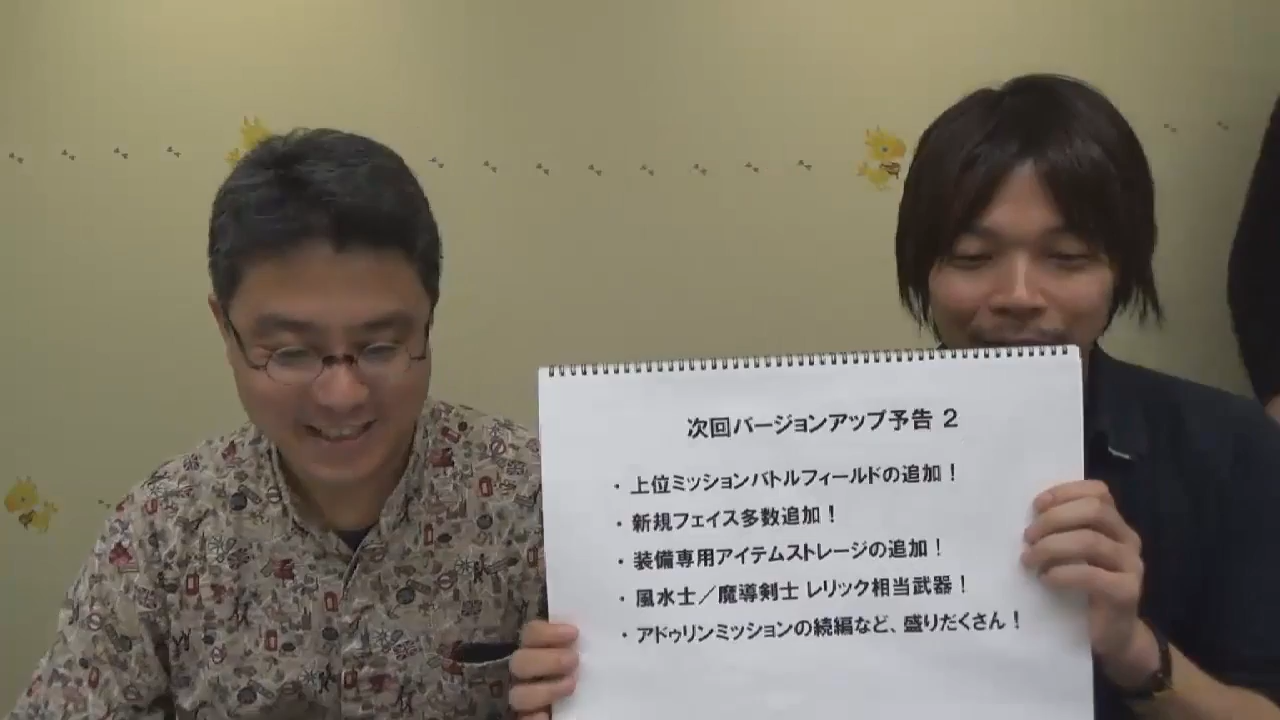 次回バージョンアップ予告 2
・上位ミッションバトルフィールドの追加！
・新規フェイス多数追加！
・装備専用アイテムストレージの追加！
・風水士／魔導剣士 レリック相当武器！
・アドゥリンミッションの続編など、盛りだくさん！